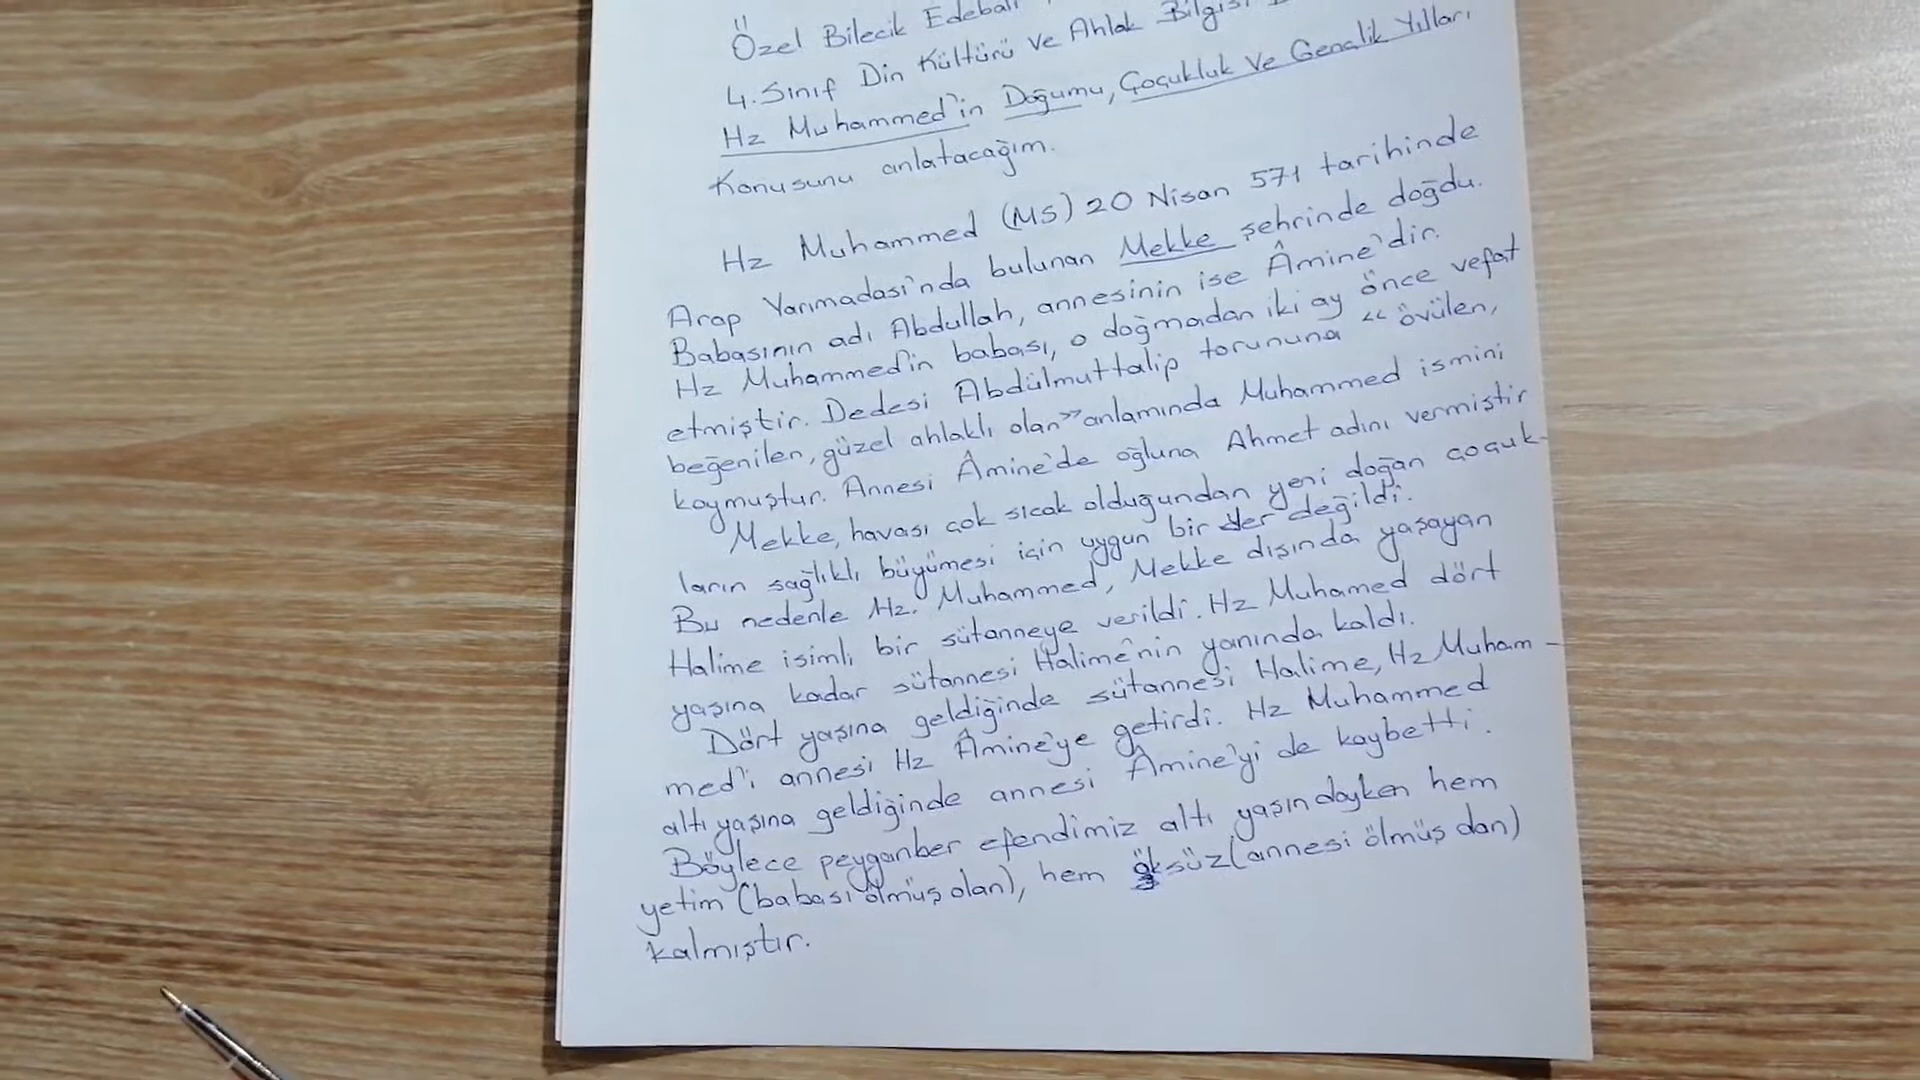 Özel Bilecik Edebali
4. Sınıf Din Kültürü ve Ahlak Bilgisi
Hz Muhammed'in Doğumu, Çocukluk ve Gençlik Yılları
Konusunu anlatacağım.
Hz Muhammed (MS) 20 Nisan 571 tarihinde
Arap Yarımadası'nda bulunan Mekke şehrinde doğdu.
Babasının adı Abdullah, annesinin ise Âmine'dir.
Hz Muhammed'in babası, o doğmadan iki ay önce vefat
etmiştir. Dedesi Abdülmuttalip torununa "övülen,
beğenilen, güzel ahlaklı olan" anlamında Muhammed ismini
koymuştur. Annesi Âmine'de oğluna Ahmet adını vermiştir
Mekke, havası çok sıcak olduğundan yeni doğan çocuk-
ların sağlıklı büyümesi için uygun bir yer değildi.
Bu nedenle Hz. Muhammed, Mekke dışında yaşayan
Halime isimli bir sütanneye verildi. Hz Muhamed dört
yaşına kadar sütannesi Halime'nin yanında kaldı.
Dört yaşına geldiğinde sütannesi Halime, Hz Muham-
med'i annesi Hz Âmine'ye getirdi. Hz Muhammed
altı yaşına geldiğinde annesi Âmine'yi de kaybetti.
Böylece peyganber efendimiz altı yaşındayken hem
yetim (babası ölmüş olan), hem öksüz (annesi ölmüş dan)
kalmıştır.